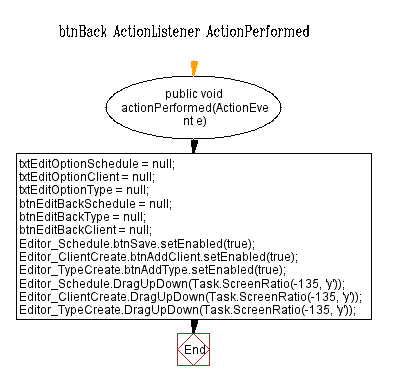 btnBack ActionListener ActionPerformed
public void
actionPerformed(ActionEve
nt e)
txtEditOptionSchedule = null;
txtEditOptionClient = null;
txtEditOptionType = null;
btnEditBackSchedule = null;
btnEditBackType = null;
btnEditBackClient = null;
Editor_Schedule.btnSave.setEnabled(true);
Editor_ClientCreate.btnAddClient.setEnabled(true);
Editor_TypeCreate.btnAddType.setEnabled(true);
Editor_Schedule.DragUpDown(Task.ScreenRatio(-135, 'y'));
Editor_ClientCreate.DragUpDown(Task.ScreenRatio(-135, 'y'));
Editor_TypeCreate.DragUpDown(Task.ScreenRatio(-135, 'y'));
End